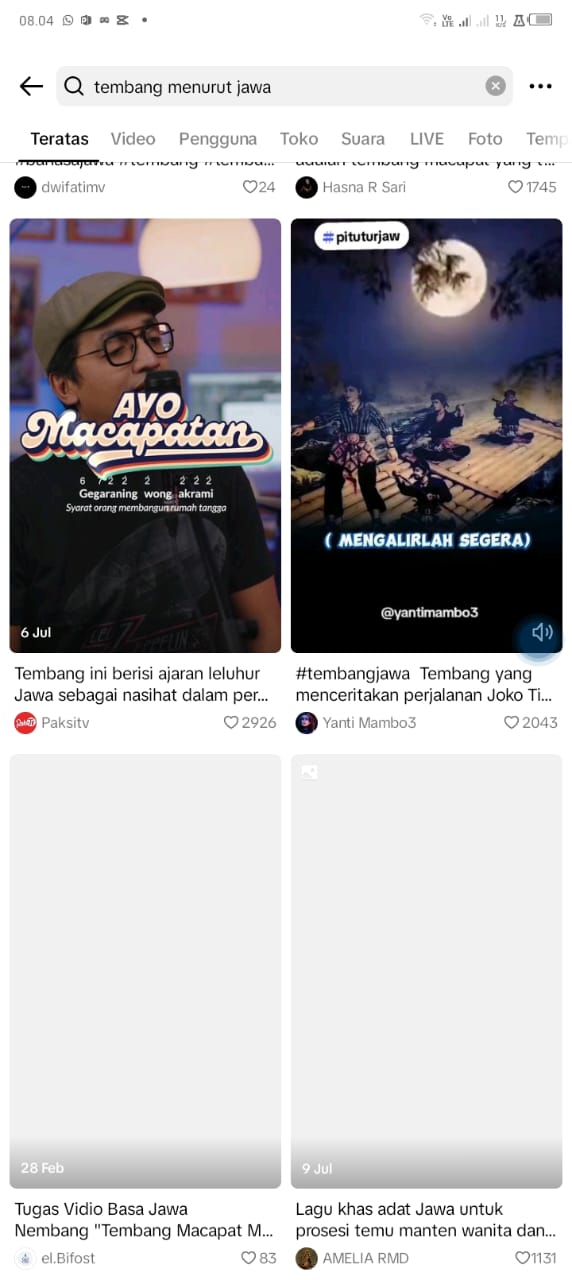 08.04
tembang menurut jawa
Teratas Video Pengguna Toko Suara LIVE Foto Temp
dwifatimv 24
adalah tembang macapat yang t...
Hasna R Sari 1745
AYO
Macapatan
6 7 2 2 2 2 2 2
Gegaraning wong akrami
Syarat orang membangun rumah tangga
6 Jul
Tembang ini berisi ajaran leluhur
Jawa sebagai nasihat dalam per...
Paksitv 2926
#pituturjaw
( MENGALIRLAH SEGERA)
@yantimambo3
#tembangjawa Tembang yang
menceritakan perjalanan Joko Ti...
Yanti Mambo3 2043
28 Feb
Tugas Vidio Basa Jawa
Nembang "Tembang Macapat M...
el.Bifost 83
9 Jul
Lagu khas adat Jawa untuk
prosesi temu manten wanita dan...
AMELIA RMD 1131